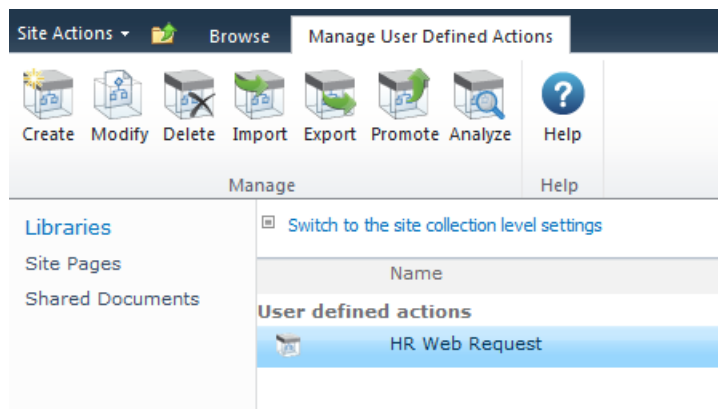 Site Actions Browse Manage User Defined Actions
Create Modify Delete Import Export Promote Analyze Help
Manage Help
Libraries
Site Pages
Shared Documents
Switch to the site collection level settings
Name
User defined actions
HR Web Request